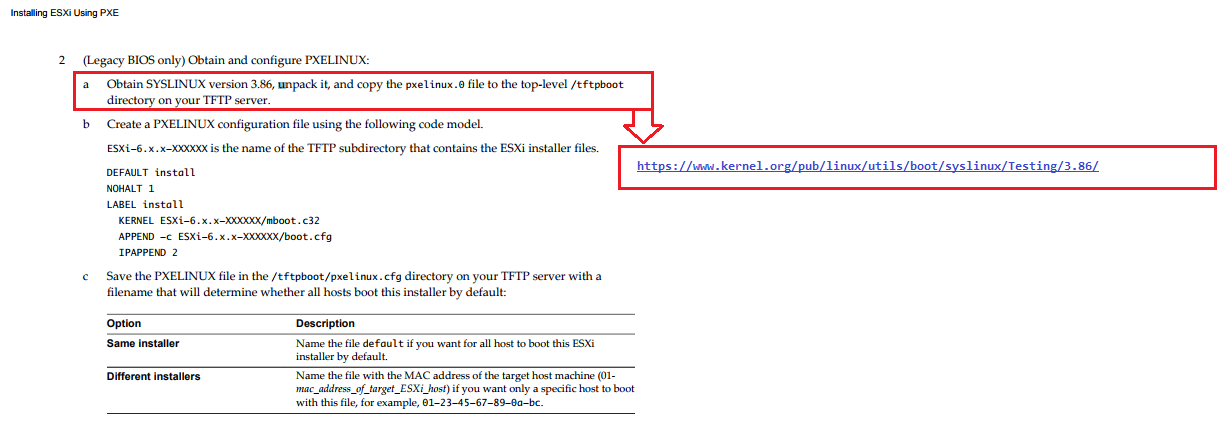 Installing ESXi Using PXE
2 (Legacy BIOS only) Obtain and configure PXELINUX:
a Obtain SYSLINUX version 3.86, unpack it, and copy the pxelinux.0 file to the top-level /tftpboot
directory on your TFTP server.
b Create a PXELINUX configuration file using the following code model.
ESXi-6.x.x-XXXXXX is the name of the TFTP subdirectory that contains the ESXi installer files.
https://www.kernel.org/pub/linux/utils/boot/syslinux/Testing/3.86/
DEFAULT install
NOHALT 1
LABEL install
KERNEL ESXi-6.x.x-XXXXXX/mboot.c32
APPEND -c ESXi-6.x.x-XXXXXX/boot.cfg
IPAPPEND 2
c Save the PXELINUX file in the /tftpboot/pxelinux.cfg directory on your TFTP server with a
filename that will determine whether all hosts boot this installer by default:
Option Description
Same installer Name the file default if you want for all host to boot this ESXi
installer by default.
Different installers Name the file with the MAC address of the target host machine (01-
mac_address_of_target_ESXi_host) if you want only a specific host to boot
with this file, for example, 01-23-45-67-89-0a-bc.